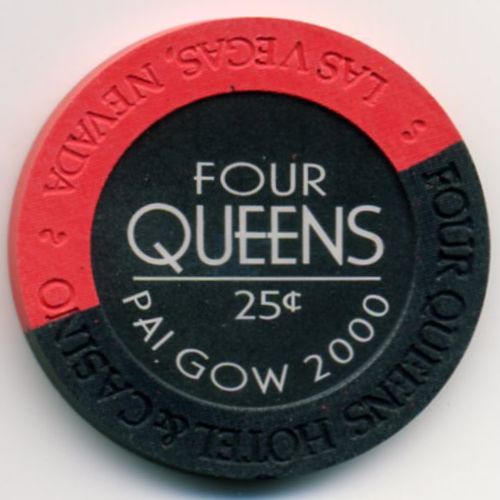 FOUR
QUEENS
25¢
PAI GOW 2000
FOUR QUEENS HOTEL & CASINO
LAS VEGAS, NEVADA